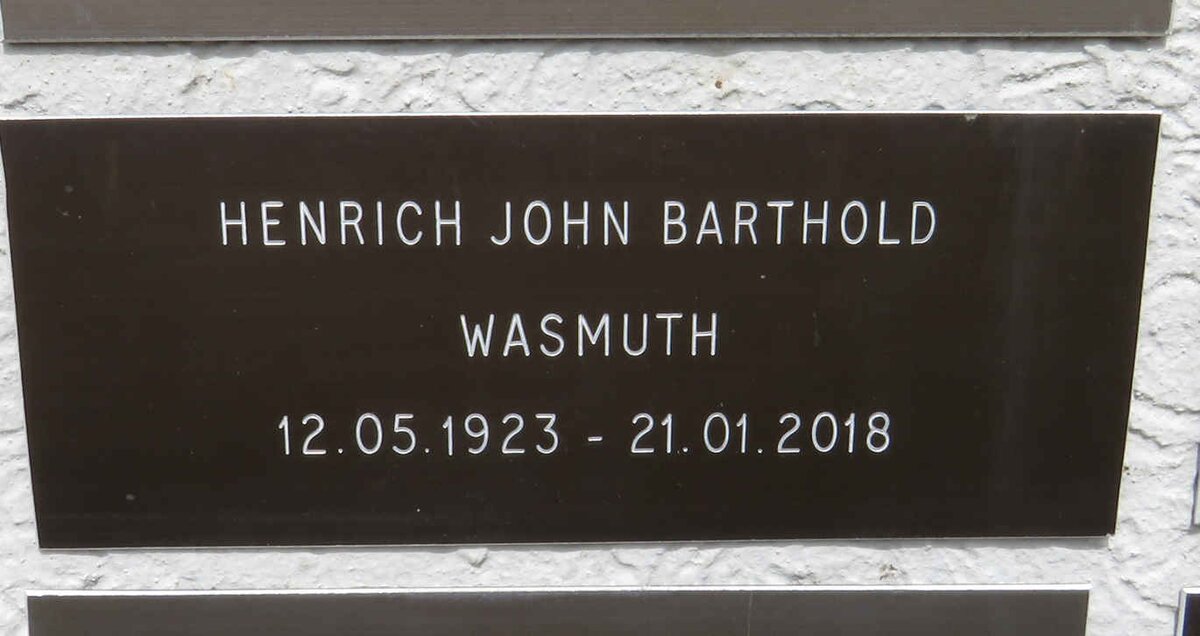 HENRICH JOHN BARTHOLD
WASMUTH
12.05.1923 - 21.01.2018